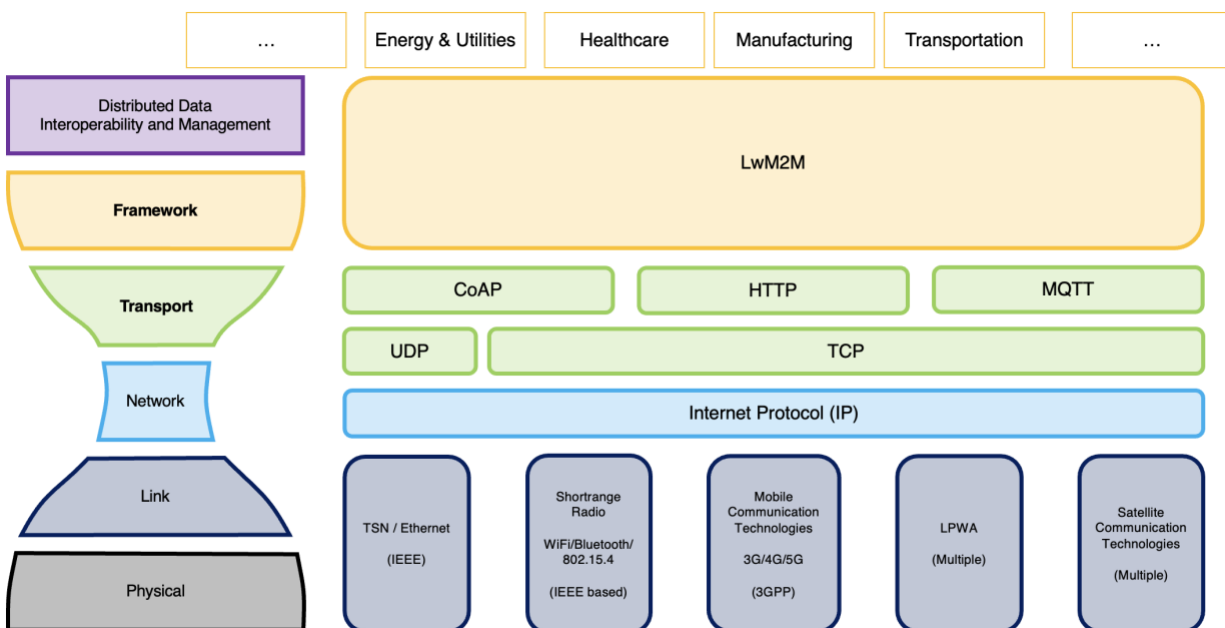 ...
Energy & Utilities
Healthcare
Manufacturing
Transportation
...
Distributed Data
Interoperability and Management
LwM2M
Framework
Transport
CoAP
HTTP
MQTT
UDP
TCP
Network
Internet Protocol (IP)
Link
Physical
TSN / Ethernet
(IEEE)
Shortrange
Radio
WiFi/Bluetooth/
802.15.4
(IEEE based)
Mobile
Communication
Technologies
3G/4G/5G
(3GPP)
LPWA
(Multiple)
Satellite
Communication
Technologies
(Multiple)